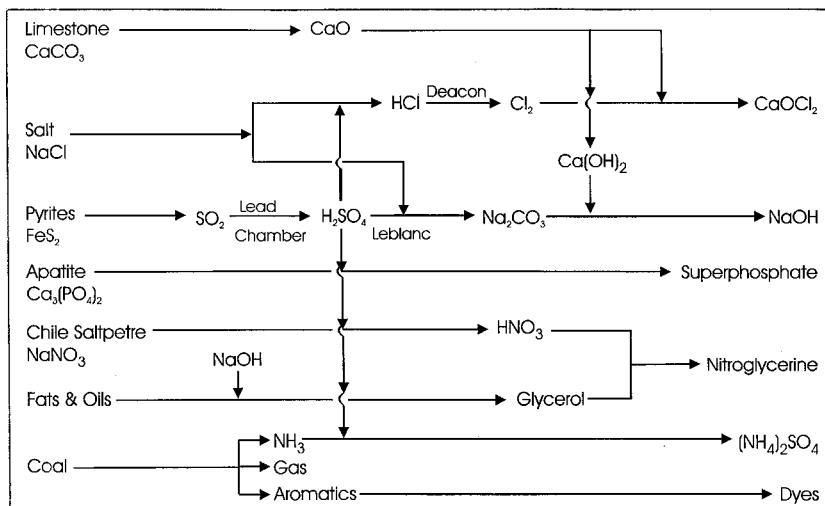 Limestone CaO
CaCO₃
HCl Deacon Cl₂ CaOCl₂
Salt
NaCl
Ca(OH)₂
Pyrites SO₂ Lead H₂SO₄ Na₂CO₃ NaOH
FeS₂ Chamber Leblanc
Apatite Superphosphate
Ca₃(PO₄)₂
Chile Saltpetre HNO₃
NaNO₃ NaOH Nitroglycerine
Fats & Oils Glycerol
NH₃ (NH₄)₂SO₄
Coal Gas
Aromatics Dyes